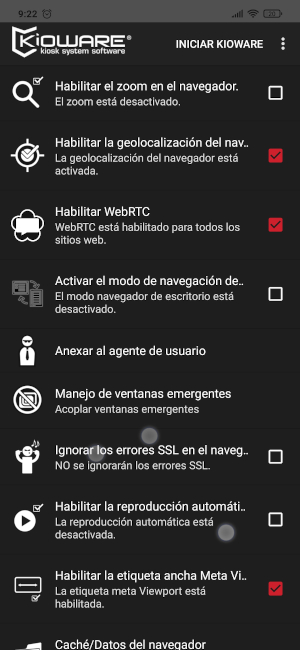 9:22
KIOWARE®
kiosk system software
INICIAR KIOWARE
Habilitar el zoom en el navegador.
El zoom está desactivado.
Habilitar la geolocalización del nav..
La geolocalización del navegador está
activada.
Habilitar WebRTC
WebRTC está habilitado para todos los
sitios web.
Activar el modo de navegación de..
El modo navegador de escritorio está
desactivado.
Anexar al agente de usuario
Manejo de ventanas emergentes
Acoplar ventanas emergentes
Ignorar los errores SSL en el naveg..
NO se ignorarán los errores SSL.
Habilitar la reproducción automáti..
La reproducción automática está
desactivada.
Habilitar la etiqueta ancha Meta Vi..
La etiqueta meta Viewport está
habilitada.
Caché/Datos del navegador